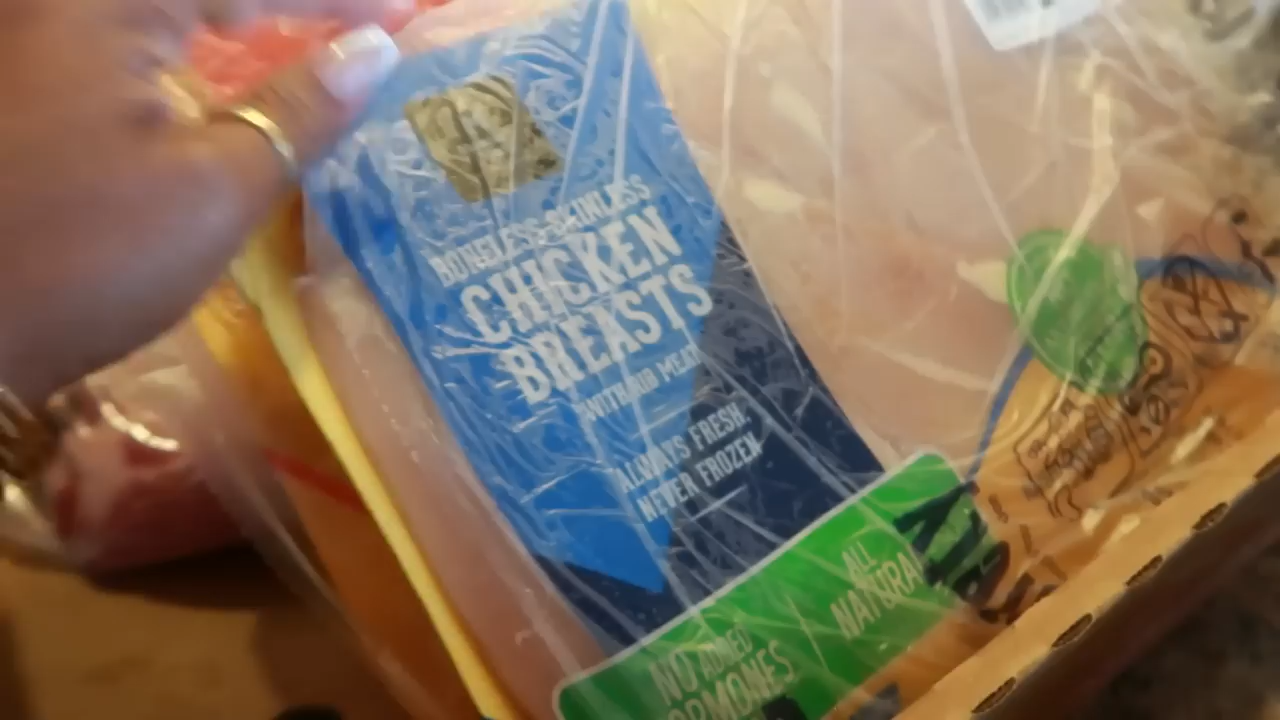 BONELESS SKINLESS
CHICKEN
BREASTS
WITH RIB MEAT
ALWAYS FRESH.
NEVER FROZEN
ALL
NATURAL
NO ADDED
HORMONES